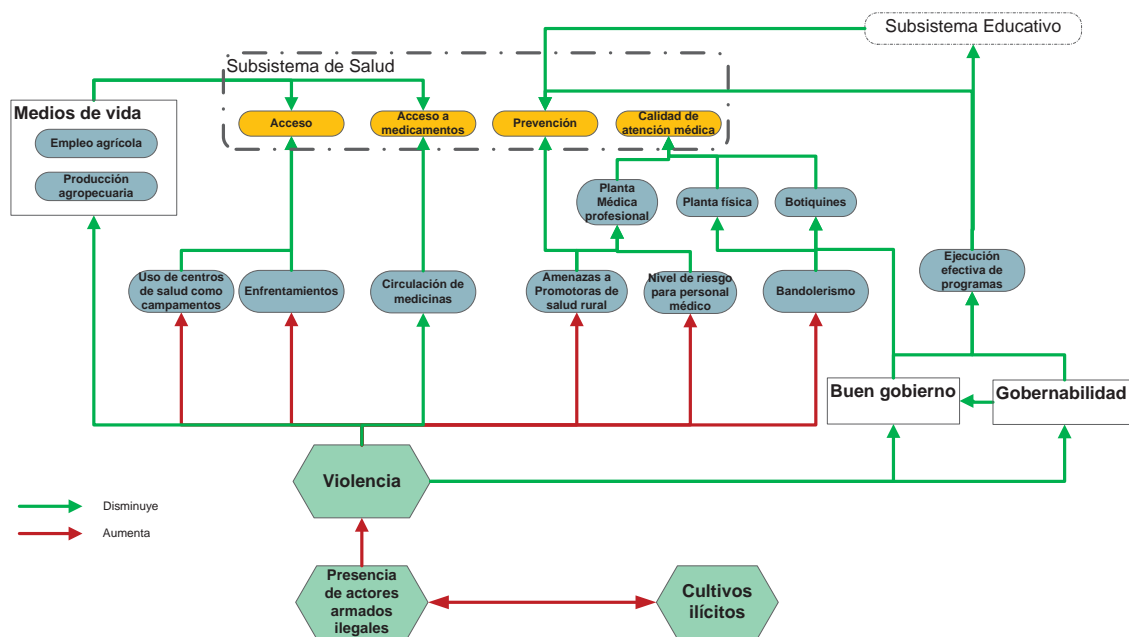 Subsistema Educativo
Subsistema de Salud
Medios de vida
Empleo agrícola
Producción
agropecuaria
Acceso
Acceso a
medicamentos
Prevención
Calidad de
atención médica
Planta
Médica
profesional
Planta física
Botiquines
Uso de centros
de salud como
campamentos
Enfrentamientos
Circulación de
medicinas
Amenazas a
Promotoras de
salud rural
Nivel de riesgo
para personal
médico
Bandolerismo
Ejecución
efectiva de
programas
Buen gobierno
Gobernabilidad
Violencia
Disminuye
Aumenta
Presencia
de actores
armados
ilegales
Cultivos
ilícitos